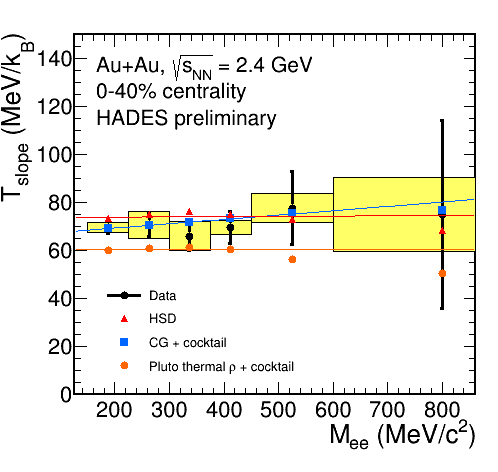 Au+Au, √s_NN = 2.4 GeV
0-40% centrality
HADES preliminary
T_slope (MeV/k_B)
140
120
100
80
60
40
20
0
Data
HSD
CG + cocktail
Pluto thermal ρ + cocktail
200 300 400 500 600 700 800
M_ee (MeV/c²)